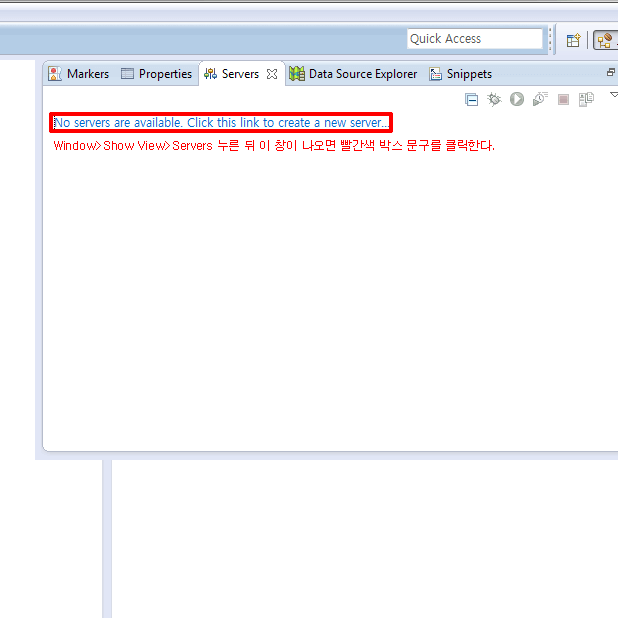 Quick Access
Markers Properties Servers Data Source Explorer Snippets
No servers are available. Click this link to create a new server...
Window>Show View>Servers 누른 뒤 이 창이 나오면 빨간색 박스 문구를 클릭한다.